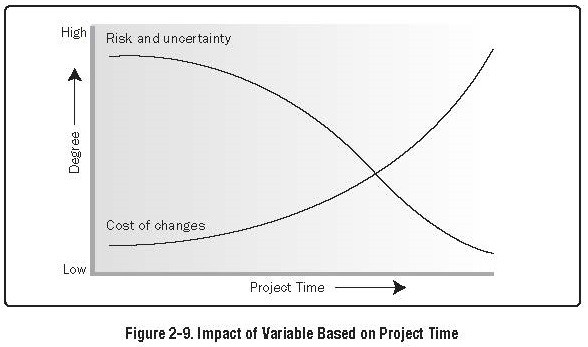 High
Risk and uncertainty
Degree
Cost of changes
Low
Project Time
Figure 2-9. Impact of Variable Based on Project Time